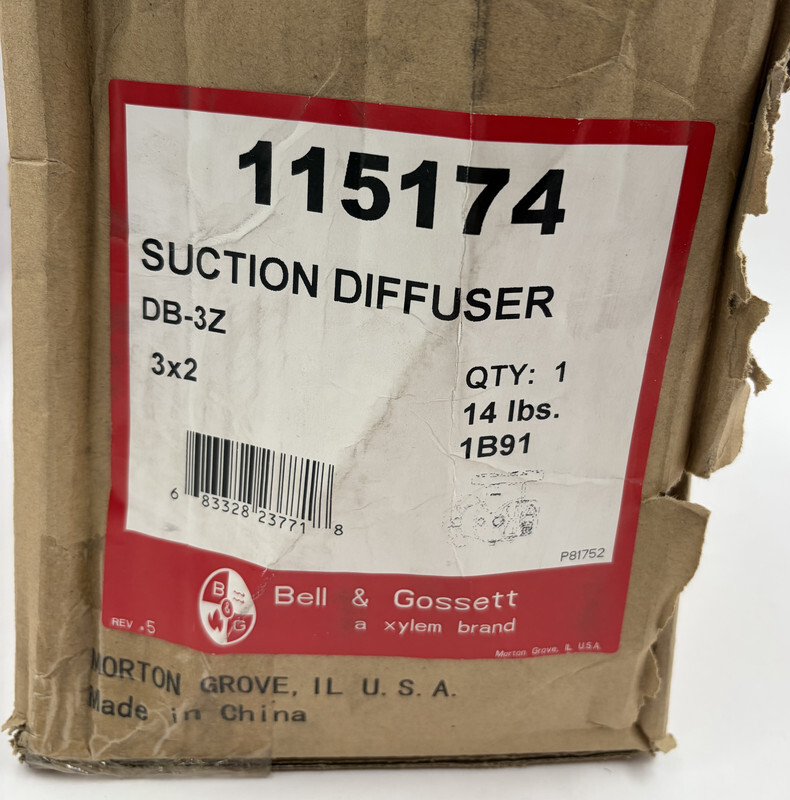 115174
SUCTION DIFFUSER
DB-3Z
3x2
QTY: 1
14 lbs.
1B91
6 83328 23771 8
P81752
B & G
Bell & Gossett
a xylem brand
REV .5
Morton Grove, IL U.S.A.
MORTON GROVE, IL U. S. A.
Made in China